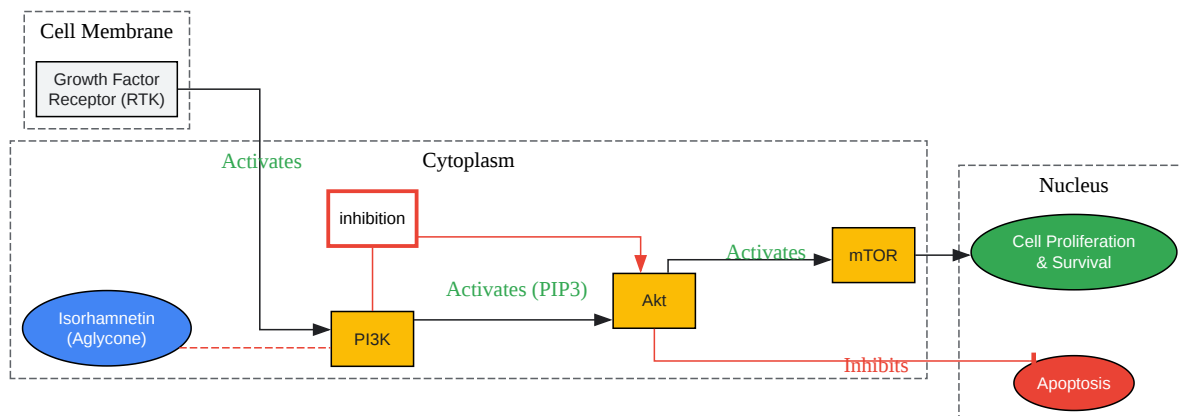 Cell Membrane
Growth Factor
Receptor (RTK)
Activates
Cytoplasm
inhibition
Nucleus
Cell Proliferation
& Survival
Activates
mTOR
Activates (PIP3)
Akt
Isorhamnetin
(Aglycone)
PI3K
Inhibits
Apoptosis